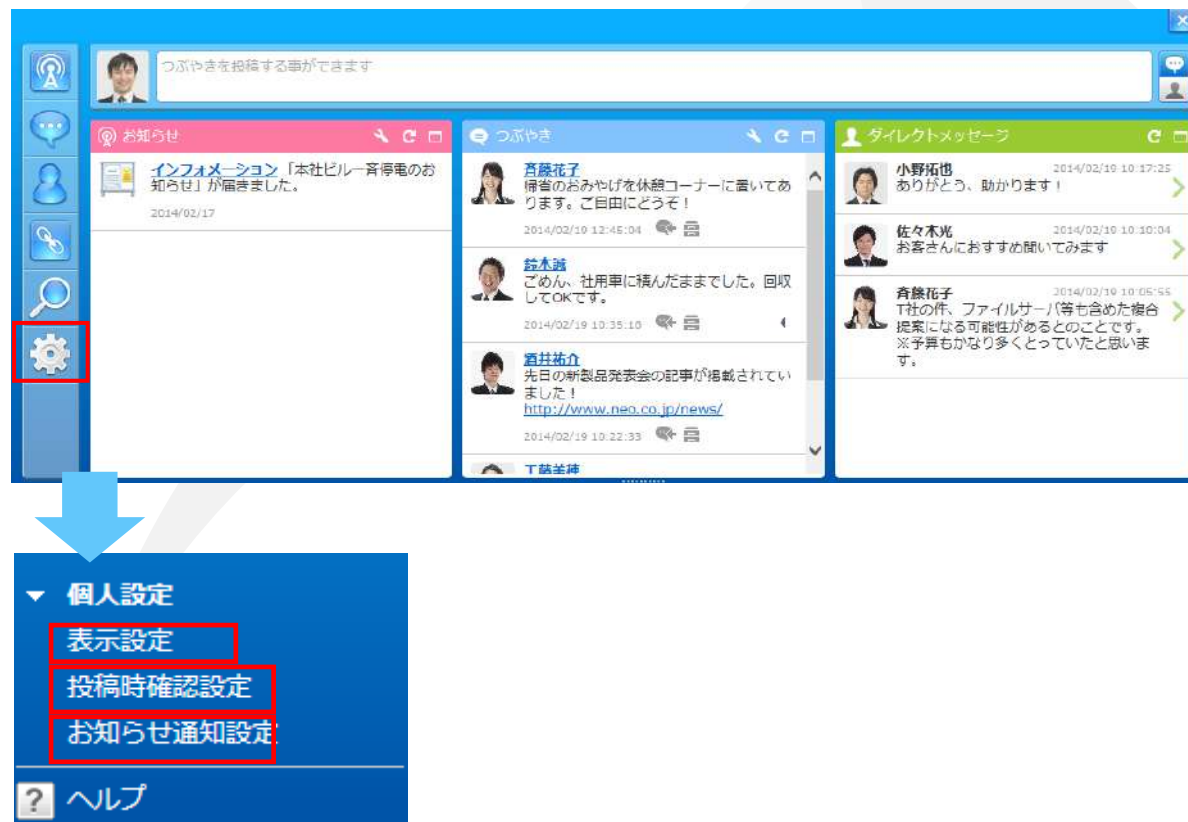 つぶやきを投稿する事ができます
お知らせ
インフォメーション「本社ビル一斉停電のお
知らせ」が届きました。
2014/02/17
つぶやき
斉藤花子
帰省のおみやげを休憩コーナーに置いてあ
ります。ご自由にどうぞ！
2014/02/19 12:45:04
鈴木誠
ごめん、社用車に積んだままでした。回収
してOKです。
2014/02/19 10:35:16
酒井祐介
先日の新製品発表会の記事が掲載されてい
ました！
http://www.neo.co.jp/news/
2014/02/19 10:22:33
工藤美穂
ダイレクトメッセージ
小野拓也 2014/02/19 10:17:25
ありがとう、助かります！
佐々木光 2014/02/19 10:10:04
お客さんにおすすめ聞いてみます
斉藤花子 2014/02/19 10:05:55
T社の件、ファイルサーバ等も含めた複合
提案になる可能性があるとのことです。
※予算もかなり多くとっていたと思いま
す。
個人設定
表示設定
投稿時確認設定
お知らせ通知設定
? ヘルプ